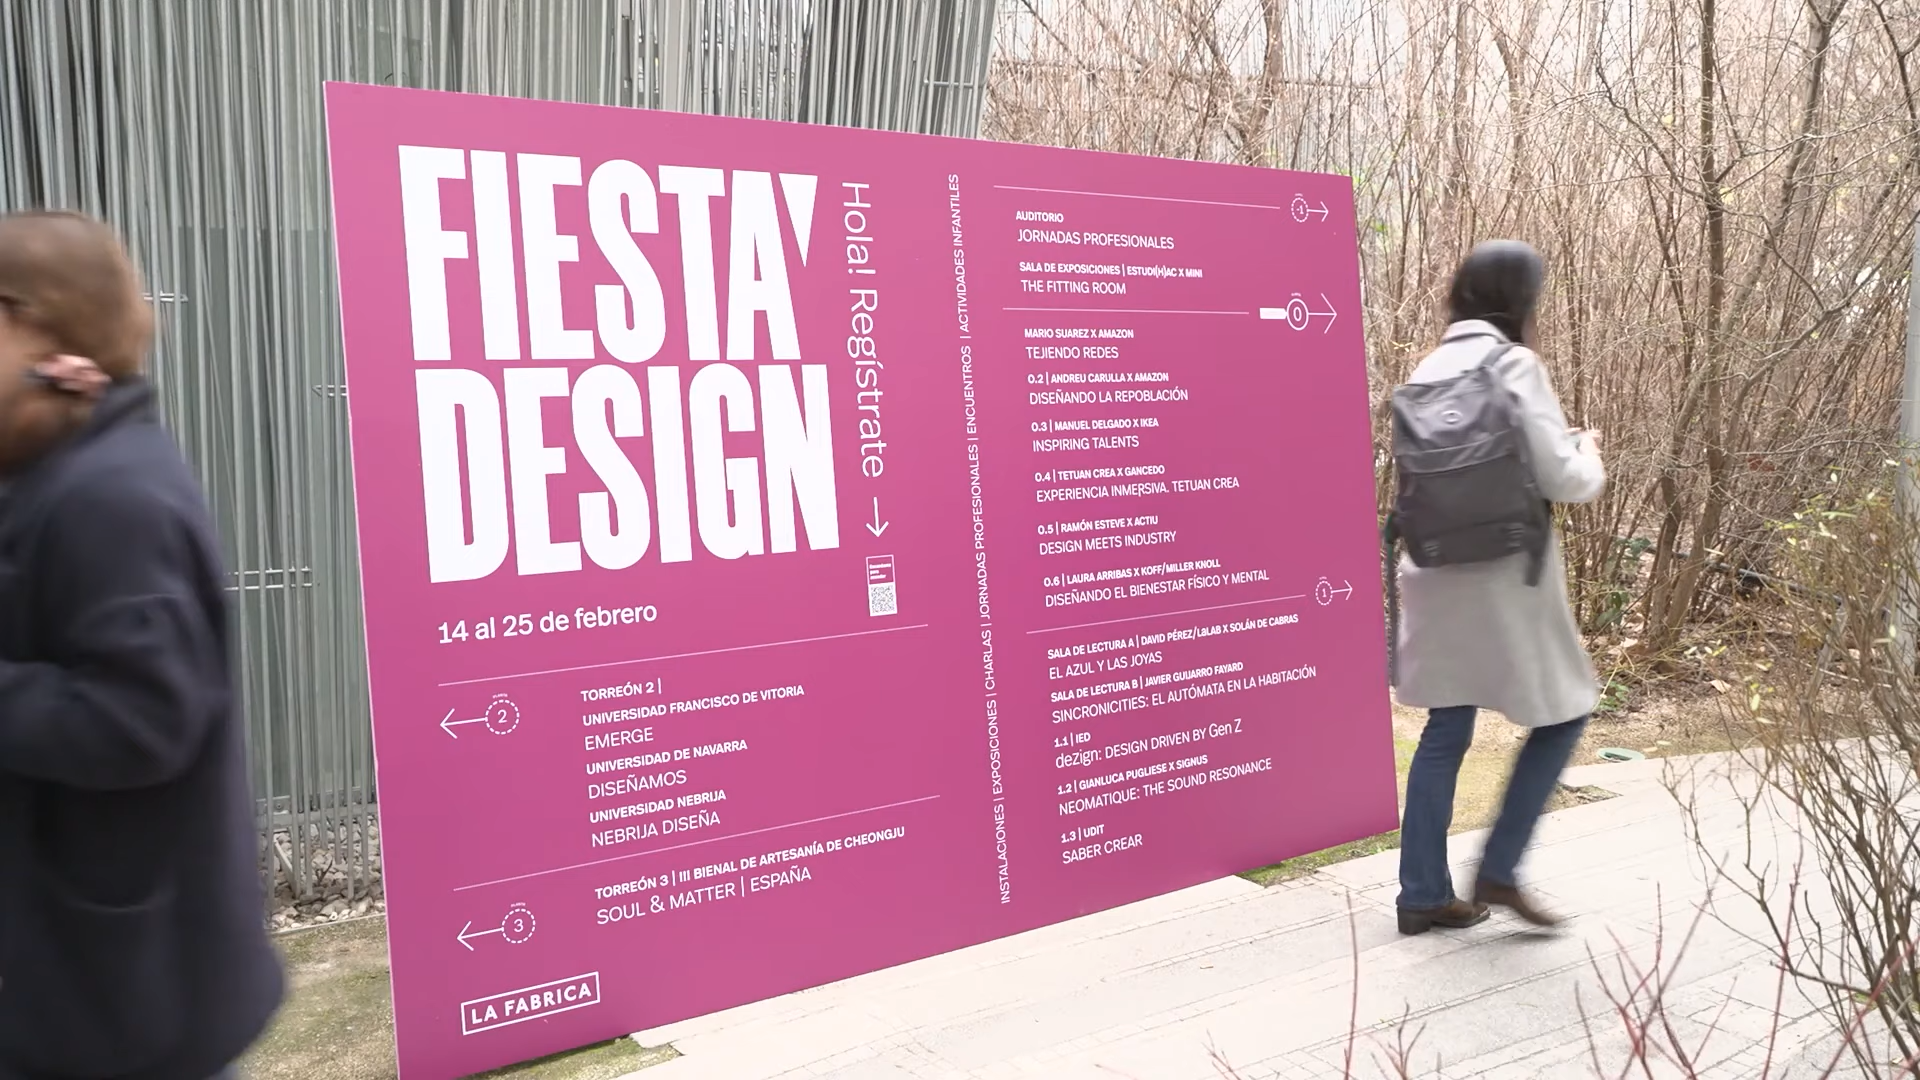 FIESTA
DESIGN
Hola! Regístrate
14 al 25 de febrero
2
TORREÓN 2 |
UNIVERSIDAD FRANCISCO DE VITORIA
EMERGE
UNIVERSIDAD DE NAVARRA
DISEÑAMOS
UNIVERSIDAD NEBRIJA
NEBRIJA DISEÑA
3
TORREÓN 3 | III BIENAL DE ARTESANÍA DE CHEONGJU
SOUL & MATTER | ESPAÑA
LA FABRICA
INSTALACIONES | EXPOSICIONES | CHARLAS | JORNADAS PROFESIONALES | ENCUENTROS | ACTIVIDADES INFANTILES
-1
AUDITORIO
JORNADAS PROFESIONALES
SALA DE EXPOSICIONES | ESTUDI{H}AC X MINI
THE FITTING ROOM
0
MARIO SUAREZ X AMAZON
TEJIENDO REDES
0.2 | ANDREU CARULLA X AMAZON
DISEÑANDO LA REPOBLACIÓN
0.3 | MANUEL DELGADO X IKEA
INSPIRING TALENTS
0.4 | TETUAN CREA X GANCEDO
EXPERIENCIA INMERSIVA. TETUAN CREA
0.5 | RAMÓN ESTEVE X ACTIU
DESIGN MEETS INDUSTRY
0.6 | LAURA ARRIBAS X KOFF/MILLER KNOLL
DISEÑANDO EL BIENESTAR FÍSICO Y MENTAL
1
SALA DE LECTURA A | DAVID PÉREZ/LaLAB X SOLÁN DE CABRAS
EL AZUL Y LAS JOYAS
SALA DE LECTURA B | JAVIER GUIJARRO FAYARD
SINCRONICITIES: EL AUTÓMATA EN LA HABITACIÓN
1.1 | IED
deZign: DESIGN DRIVEN BY Gen Z
1.2 | GIANLUCA PUGLIESE X SIGNUS
NEOMATIQUE: THE SOUND RESONANCE
1.3 | UDIT
SABER CREAR